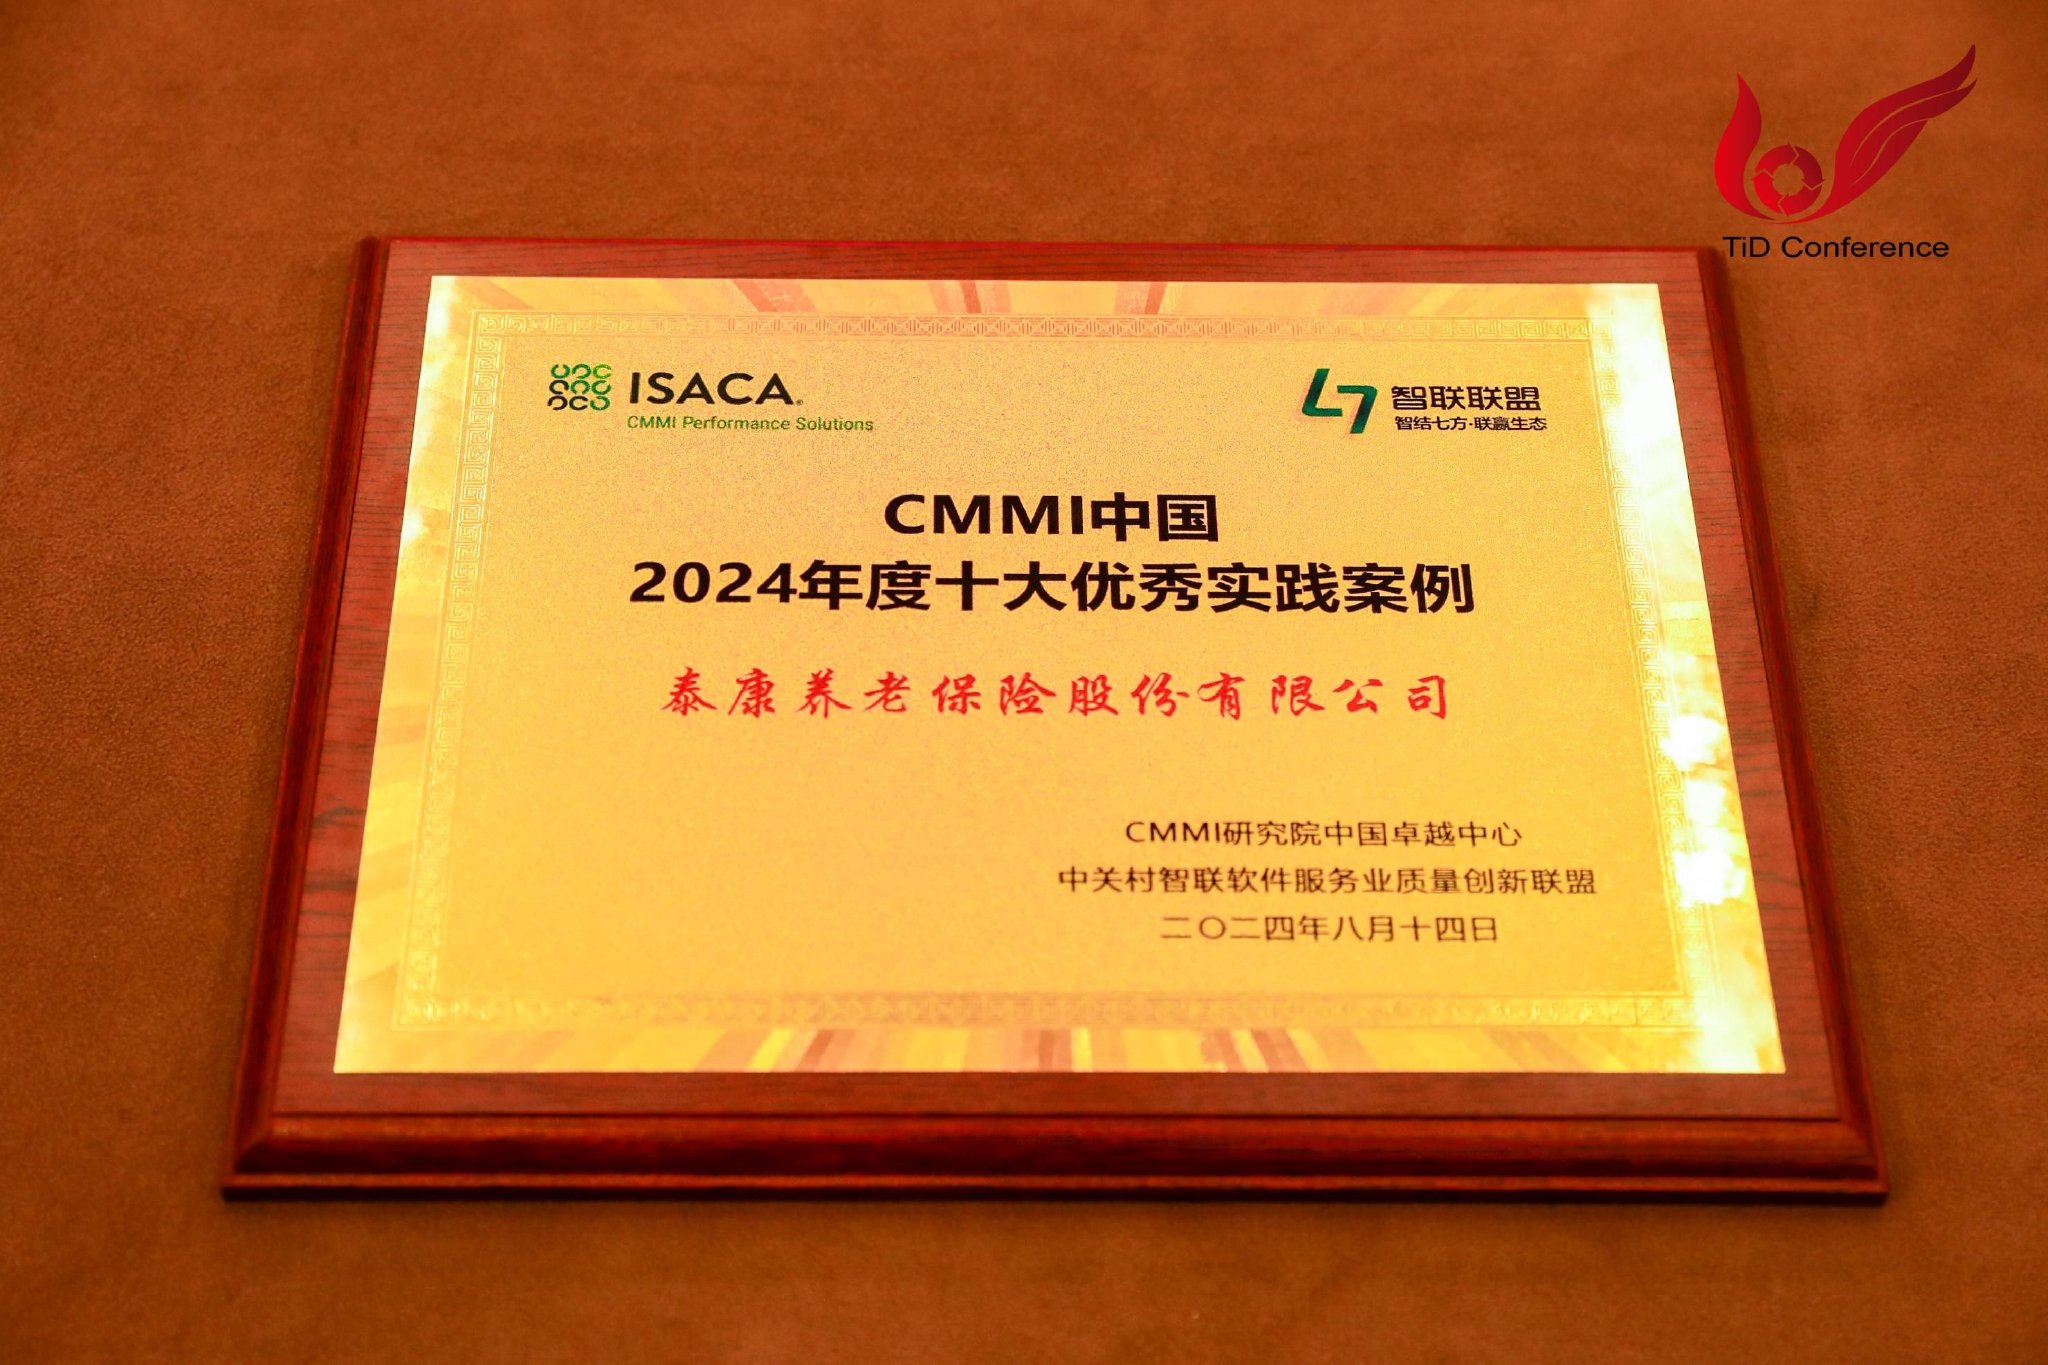 TiD Conference
ISACA®
CMMI Performance Solutions
智联联盟
智结七方·联赢生态
CMMI中国
2024年度十大优秀实践案例
泰康养老保险股份有限公司
CMMI研究院中国卓越中心
中关村智联软件服务业质量创新联盟
二〇二四年八月十四日